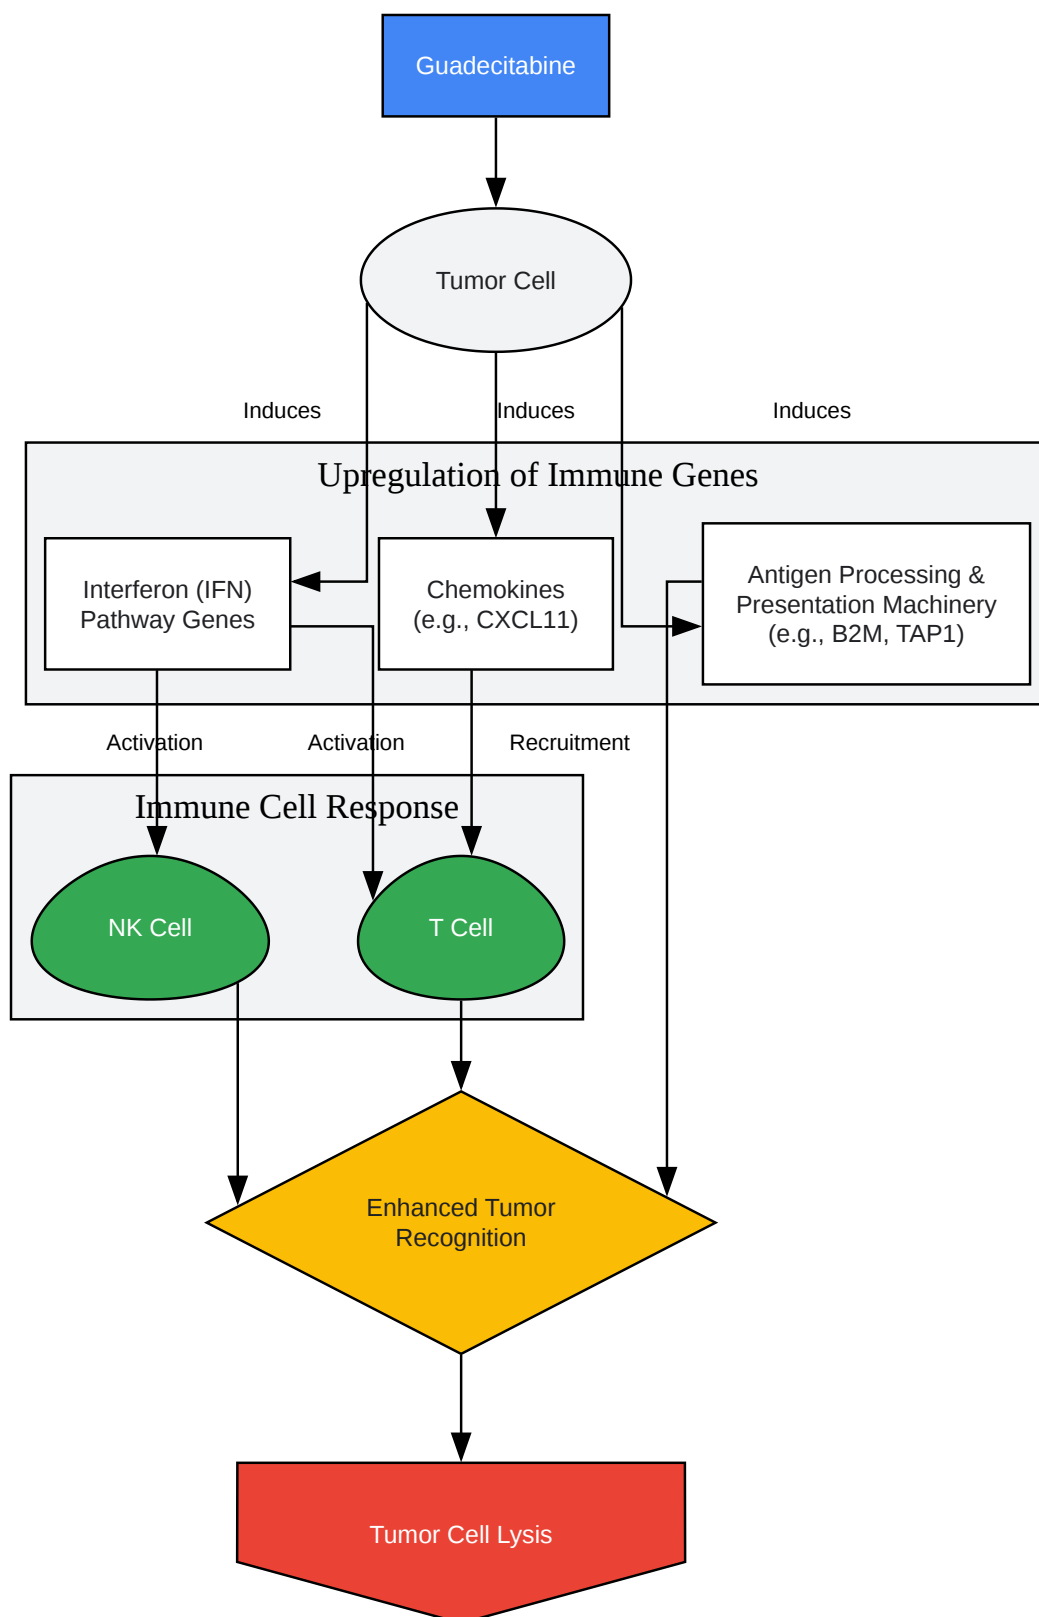 Guadecitabine
Tumor Cell
Induces
Induces
Induces
Upregulation of Immune Genes
Interferon (IFN)
Pathway Genes
Chemokines
(e.g., CXCL11)
Antigen Processing &
Presentation Machinery
(e.g., B2M, TAP1)
Activation
Activation
Recruitment
Immune Cell Response
NK Cell
T Cell
Enhanced Tumor
Recognition
Tumor Cell Lysis